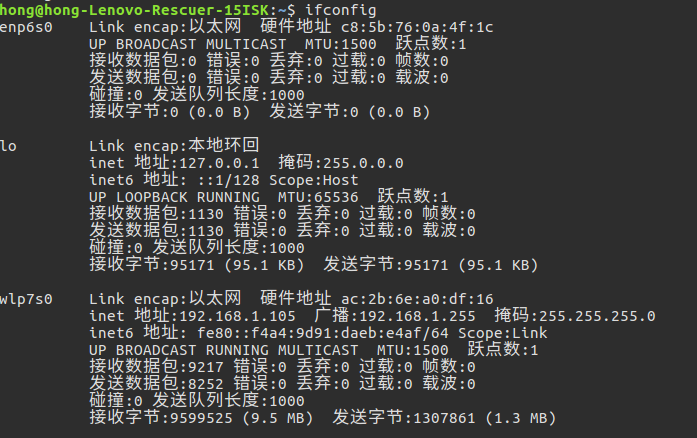 hong@hong-Lenovo-Rescuer-15ISK:~$ ifconfig
enp6s0    Link encap:以太网  硬件地址 c8:5b:76:0a:4f:1c
          UP BROADCAST MULTICAST  MTU:1500  跃点数:1
          接收数据包:0 错误:0 丢弃:0 过载:0 帧数:0
          发送数据包:0 错误:0 丢弃:0 过载:0 载波:0
          碰撞:0 发送队列长度:1000
          接收字节:0 (0.0 B)  发送字节:0 (0.0 B)

lo        Link encap:本地环回
          inet 地址:127.0.0.1  掩码:255.0.0.0
          inet6 地址: ::1/128 Scope:Host
          UP LOOPBACK RUNNING  MTU:65536  跃点数:1
          接收数据包:1130 错误:0 丢弃:0 过载:0 帧数:0
          发送数据包:1130 错误:0 丢弃:0 过载:0 载波:0
          碰撞:0 发送队列长度:1000
          接收字节:95171 (95.1 KB)  发送字节:95171 (95.1 KB)

wlp7s0    Link encap:以太网  硬件地址 ac:2b:6e:a0:df:16
          inet 地址:192.168.1.105  广播:192.168.1.255  掩码:255.255.255.0
          inet6 地址: fe80::f4a4:9d91:daeb:e4af/64 Scope:Link
          UP BROADCAST RUNNING MULTICAST  MTU:1500  跃点数:1
          接收数据包:9217 错误:0 丢弃:0 过载:0 帧数:0
          发送数据包:8252 错误:0 丢弃:0 过载:0 载波:0
          碰撞:0 发送队列长度:1000
          接收字节:9599525 (9.5 MB)  发送字节:1307861 (1.3 MB)